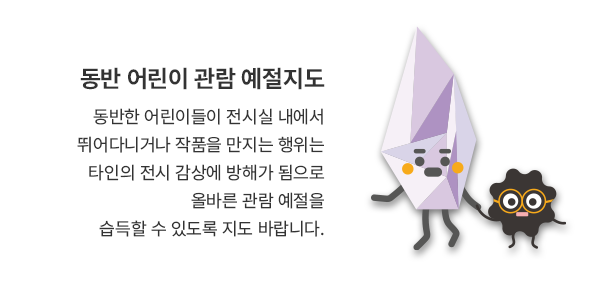 동반 어린이 관람 예절지도
동반한 어린이들이 전시실 내에서
뛰어다니거나 작품을 만지는 행위는
타인의 전시 감상에 방해가 됨으로
올바른 관람 예절을
습득할 수 있도록 지도 바랍니다.